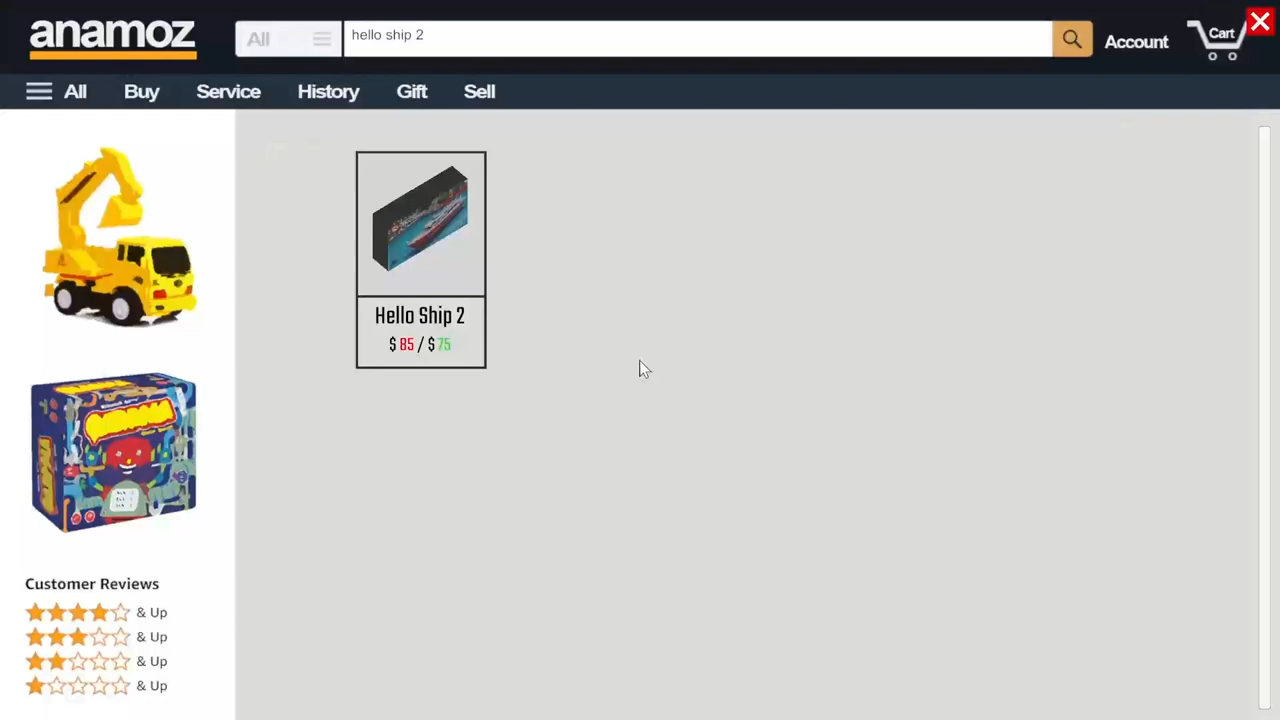 anamoz
All
hello ship 2
Account
Cart
All
Buy
Service
History
Gift
Sell
Hello Ship 2
$ 85 / $ 75
Customer Reviews
& Up
& Up
& Up
& Up